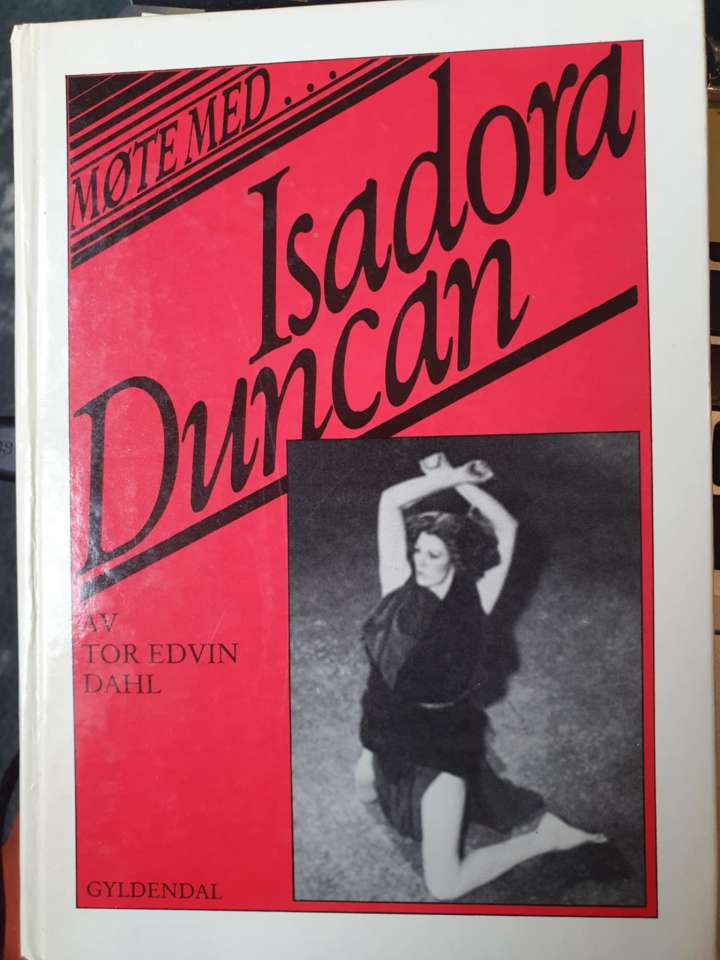 MØTE MED...
Isadora
Duncan
AV
TOR EDVIN
DAHL
GYLDENDAL